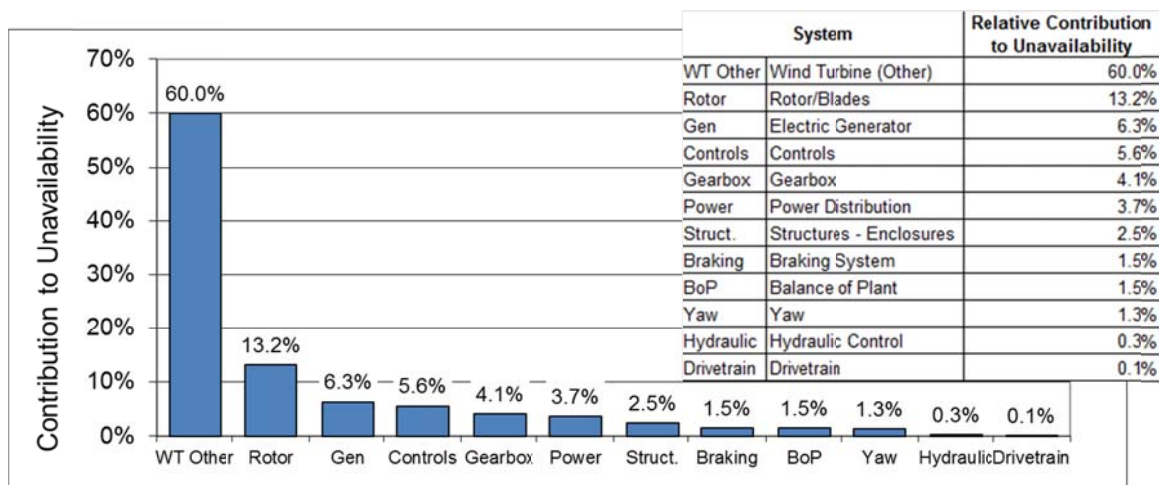 System Relative Contribution
to Unavailability
WT Other Wind Turbine (Other) 60.0%
Rotor Rotor/Blades 13.2%
Gen Electric Generator 6.3%
Controls Controls 5.6%
Gearbox Gearbox 4.1%
Power Power Distribution 3.7%
Struct. Structures - Enclosures 2.5%
Braking Braking System 1.5%
BoP Balance of Plant 1.5%
Yaw Yaw 1.3%
Hydraulic Hydraulic Control 0.3%
Drivetrain Drivetrain 0.1%
Contribution to Unavailability
70%
60%
50%
40%
30%
20%
10%
0%
60.0%
13.2%
6.3%
5.6%
4.1%
3.7%
2.5%
1.5%
1.5%
1.3%
0.3%
0.1%
WT Other Rotor Gen Controls Gearbox Power Struct. Braking BoP Yaw Hydraulic Drivetrain